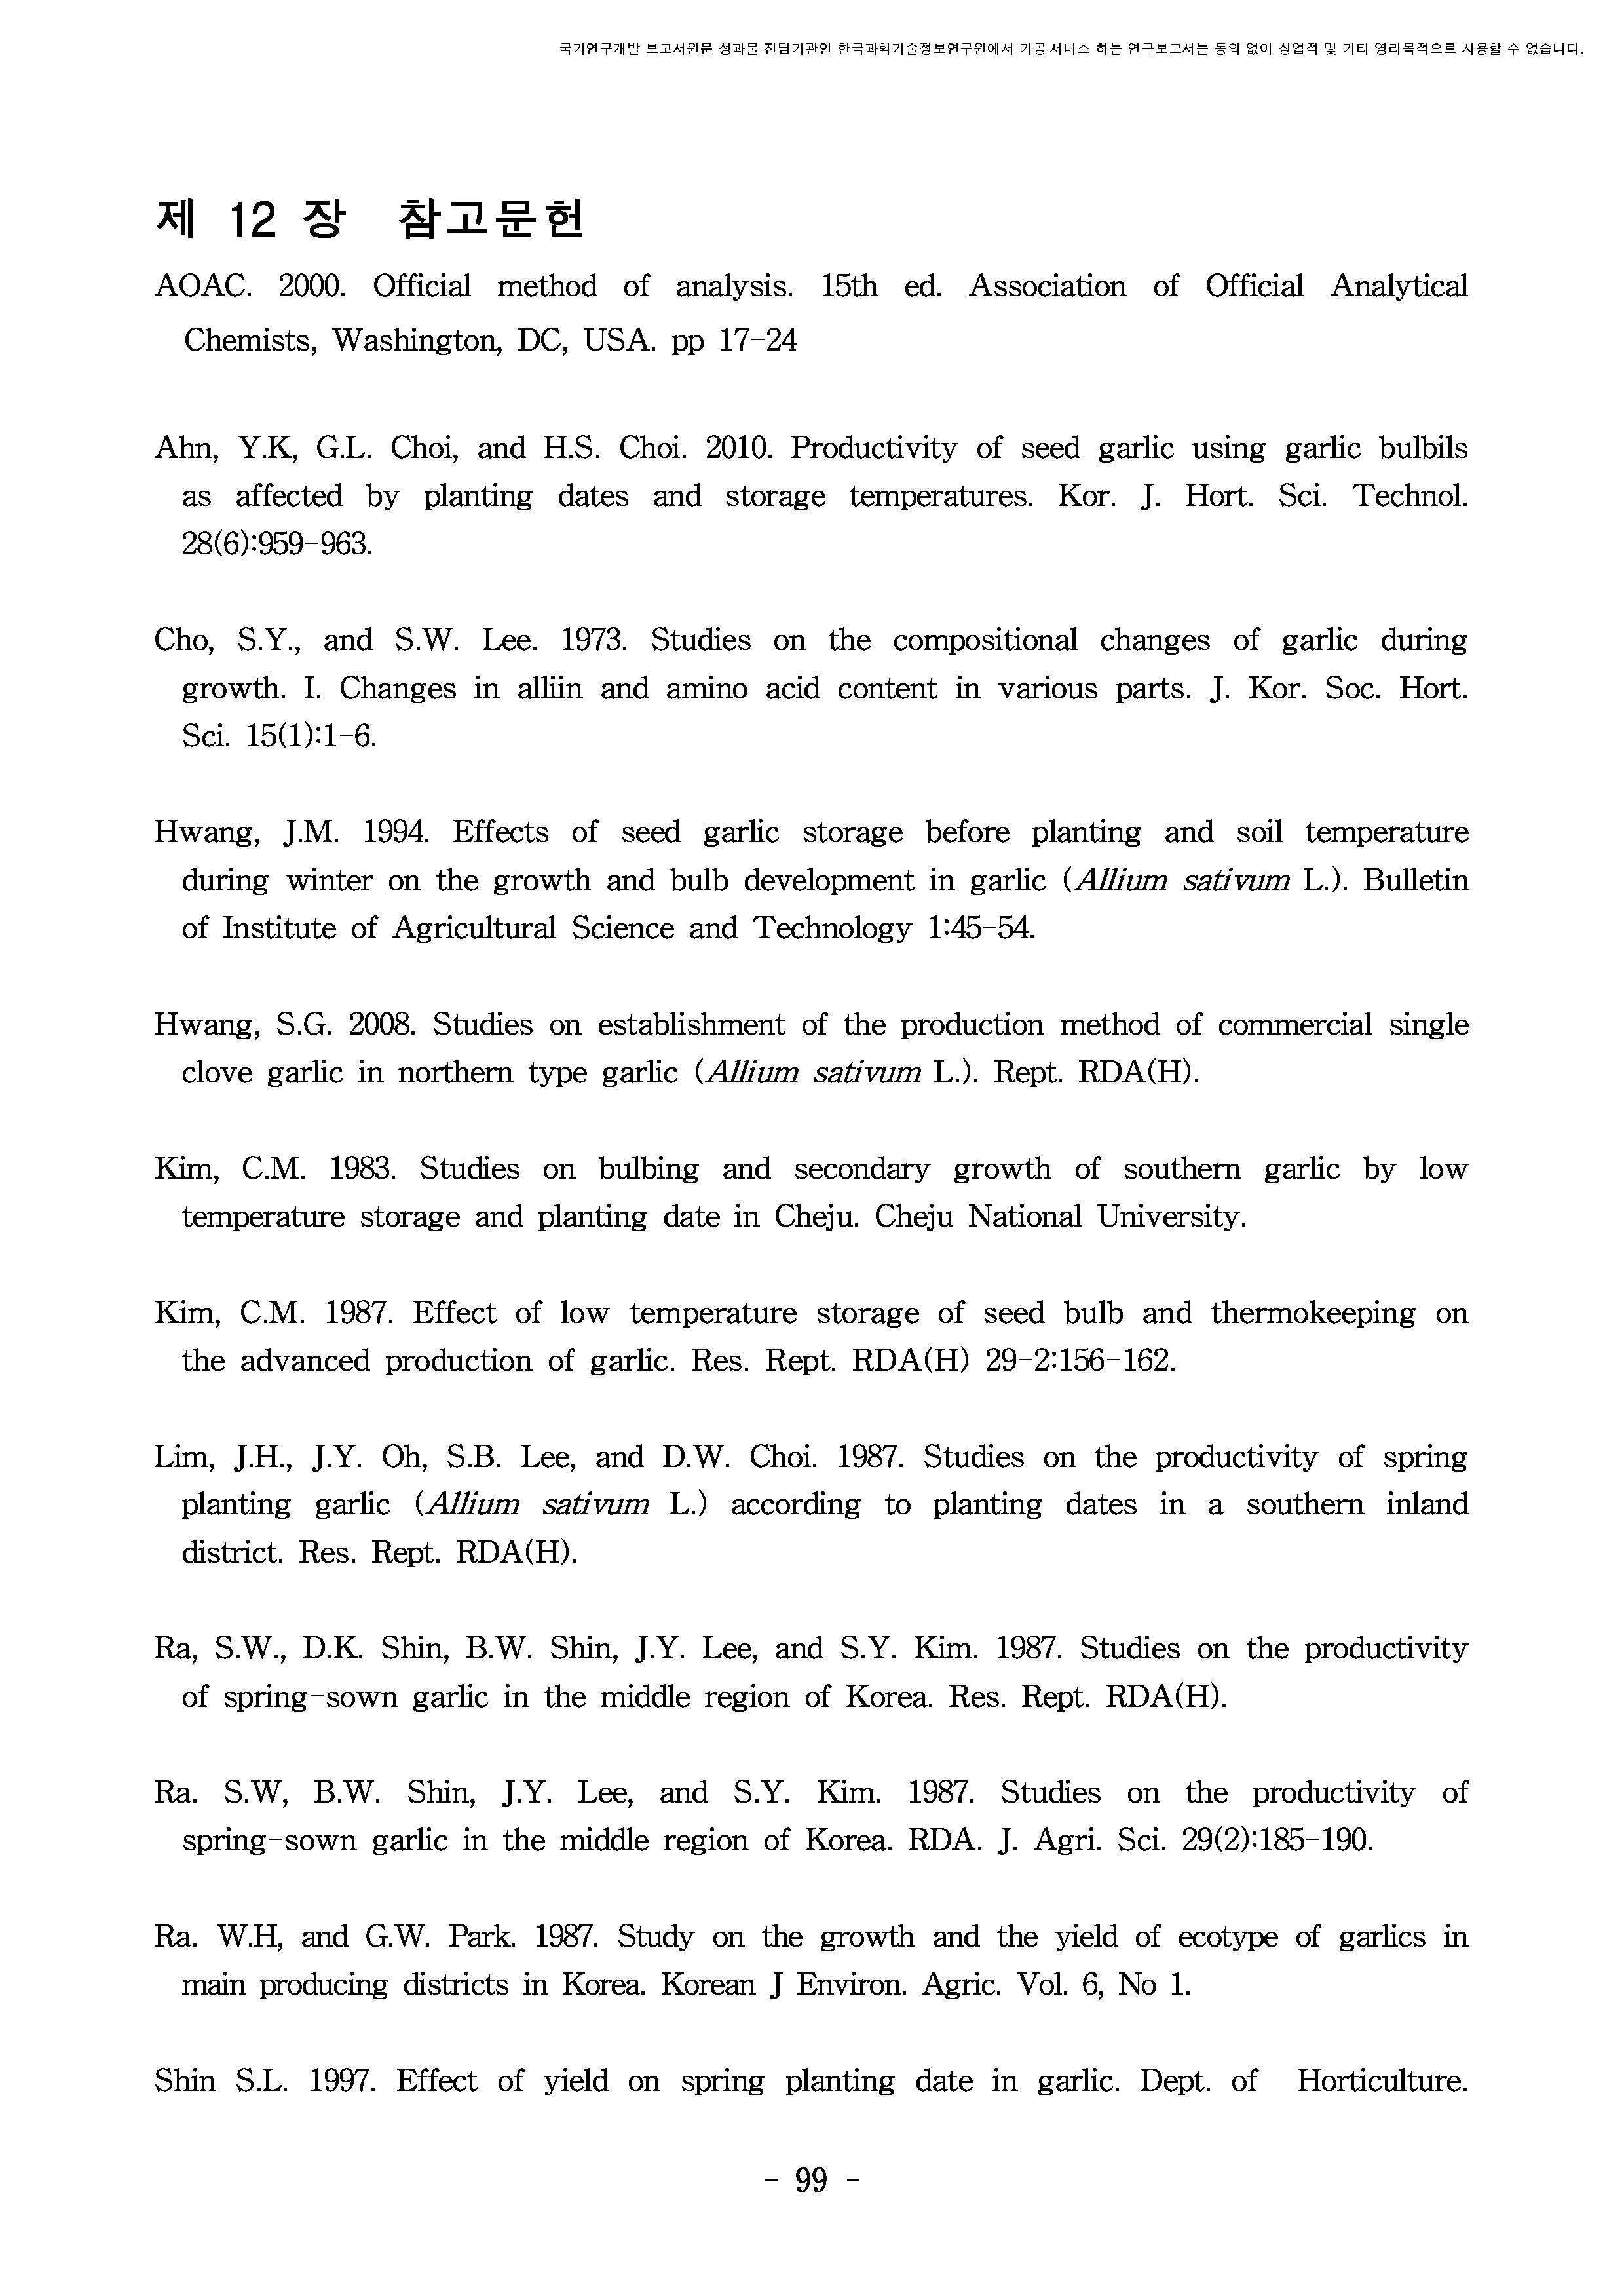 국가연구개발 보고서원문 성과물 전담기관인 한국과학기술정보연구원에서 가공·서비스 하는 연구보고서는 동의 없이 상업적 및 기타 영리목적으로 사용할 수 없습니다.
제 12 장 참고문헌
AOAC. 2000. Official method of analysis. 15th ed. Association of Official Analytical
Chemists, Washington, DC, USA. pp 17-24
Ahn, Y.K, G.L. Choi, and H.S. Choi. 2010. Productivity of seed garlic using garlic bulbils
as affected by planting dates and storage temperatures. Kor. J. Hort. Sci. Technol.
28(6):959-963.
Cho, S.Y., and S.W. Lee. 1973. Studies on the compositional changes of garlic during
growth. I. Changes in alliin and amino acid content in various parts. J. Kor. Soc. Hort.
Sci. 15(1):1-6.
Hwang, J.M. 1994. Effects of seed garlic storage before planting and soil temperature
during winter on the growth and bulb development in garlic (Allium sativum L.). Bulletin
of Institute of Agricultural Science and Technology 1:45-54.
Hwang, S.G. 2008. Studies on establishment of the production method of commercial single
clove garlic in northern type garlic (Allium sativum L.). Rept. RDA(H).
Kim, C.M. 1983. Studies on bulbing and secondary growth of southern garlic by low
temperature storage and planting date in Cheju. Cheju National University.
Kim, C.M. 1987. Effect of low temperature storage of seed bulb and thermokeeping on
the advanced production of garlic. Res. Rept. RDA(H) 29-2:156-162.
Lim, J.H., J.Y. Oh, S.B. Lee, and D.W. Choi. 1987. Studies on the productivity of spring
planting garlic (Allium sativum L.) according to planting dates in a southern inland
district. Res. Rept. RDA(H).
Ra, S.W., D.K. Shin, B.W. Shin, J.Y. Lee, and S.Y. Kim. 1987. Studies on the productivity
of spring-sown garlic in the middle region of Korea. Res. Rept. RDA(H).
Ra. S.W, B.W. Shin, J.Y. Lee, and S.Y. Kim. 1987. Studies on the productivity of
spring-sown garlic in the middle region of Korea. RDA. J. Agri. Sci. 29(2):185-190.
Ra. W.H, and G.W. Park. 1987. Study on the growth and the yield of ecotype of garlics in
main producing districts in Korea. Korean J Environ. Agric. Vol. 6, No 1.
Shin S.L. 1997. Effect of yield on spring planting date in garlic. Dept. of Horticulture.
- 99 -